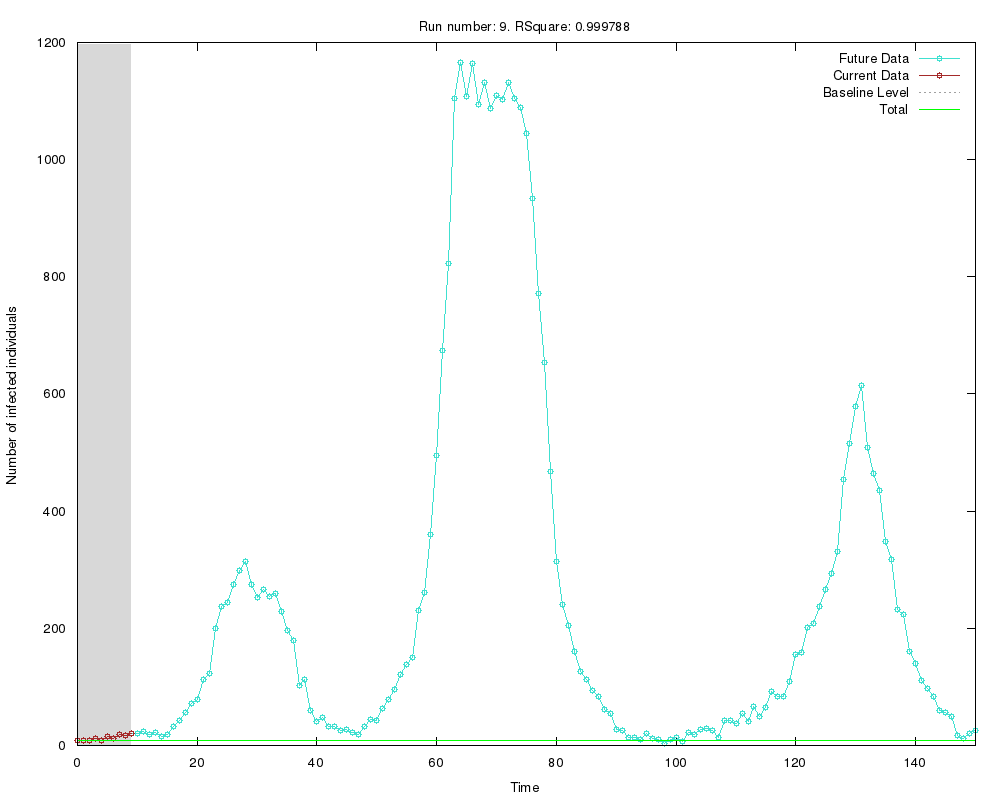 Run number: 9. RSquare: 0.999788
1200
1000
800
600
400
200
0
Number of infected individuals
Future Data
Current Data
Baseline Level
Total
0 20 40 60 80 100 120 140
Time